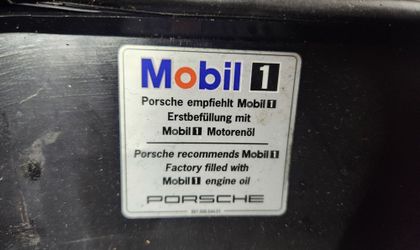 Mobil 1
Porsche empfiehlt Mobil 1
Erstbefüllung mit
Mobil 1 Motorenöl
Porsche recommends Mobil 1
Factory filled with
Mobil 1 engine oil
PORSCHE